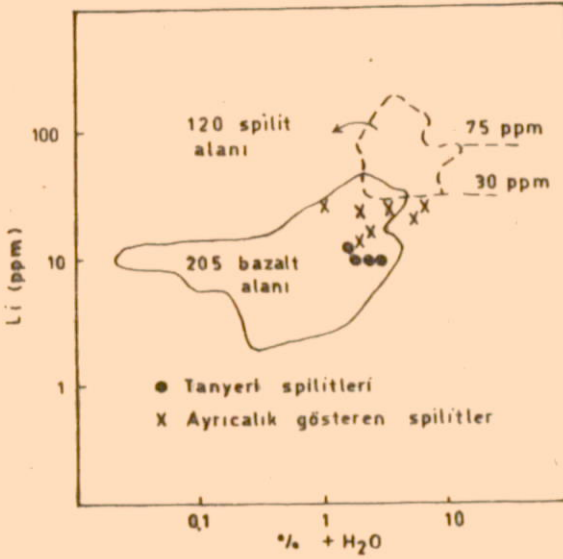 120 spilit
alanı
75 ppm
30 ppm
205 bazalt
alanı
● Tanyeri spilitleri
X Ayrıcalık gösteren spilitler
Li (ppm)
100
10
1
0,1
1
10
% + H₂O